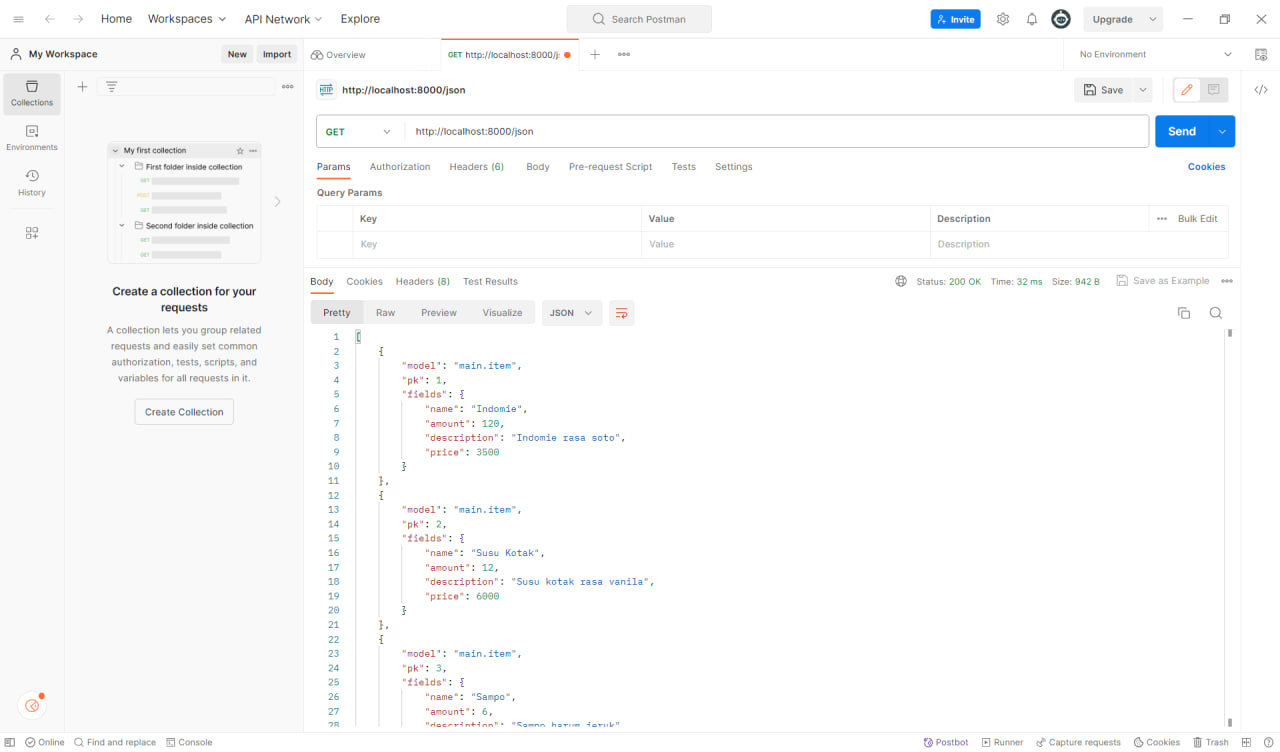 Home Workspaces API Network Explore Search Postman Invite Upgrade
My Workspace New Import Overview GET http://localhost:8000/j No Environment
Collections
Environments
History
My first collection
First folder inside collection
GET
POST
GET
Second folder inside collection
GET
GET
Create a collection for your
requests
A collection lets you group related
requests and easily set common
authorization, tests, scripts, and
variables for all requests in it.
Create Collection
HTTP http://localhost:8000/json Save
GET http://localhost:8000/json Send
Params Authorization Headers (6) Body Pre-request Script Tests Settings Cookies
Query Params
Key Value Description Bulk Edit
Key Value Description
Body Cookies Headers (8) Test Results Status: 200 OK Time: 32 ms Size: 942 B Save as Example
Pretty Raw Preview Visualize JSON
1 [
2 {
3 "model": "main.item",
4 "pk": 1,
5 "fields": {
6 "name": "Indomie",
7 "amount": 120,
8 "description": "Indomie rasa soto",
9 "price": 3500
10 }
11 },
12 {
13 "model": "main.item",
14 "pk": 2,
15 "fields": {
16 "name": "Susu Kotak",
17 "amount": 12,
18 "description": "Susu kotak rasa vanila",
19 "price": 6000
20 }
21 },
22 {
23 "model": "main.item",
24 "pk": 3,
25 "fields": {
26 "name": "Sampo",
27 "amount": 6,
28 "description": "Sampo harum jeruk"
Online Find and replace Console Postbot Runner Capture requests Cookies Trash